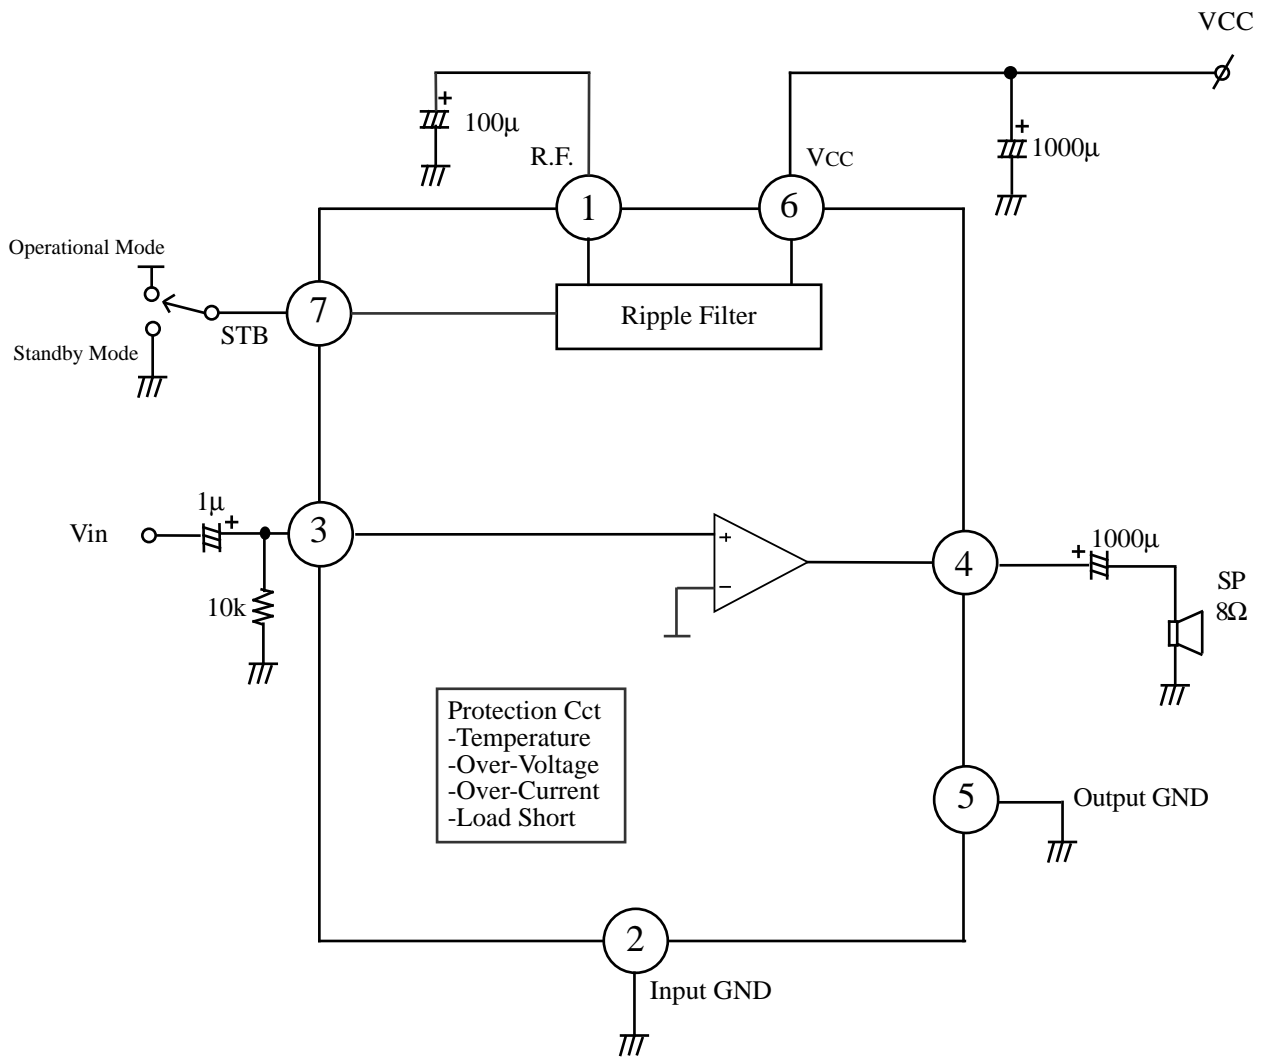 VCC
+
100μ
+
1000μ
R.F.
VCC
1
6
Operational Mode
7
STB
Ripple Filter
Standby Mode
1μ
+
Vin
3
+
−
4
+
1000μ
SP
8Ω
10k
Protection Cct
-Temperature
-Over-Voltage
-Over-Current
-Load Short
5
Output GND
2
Input GND